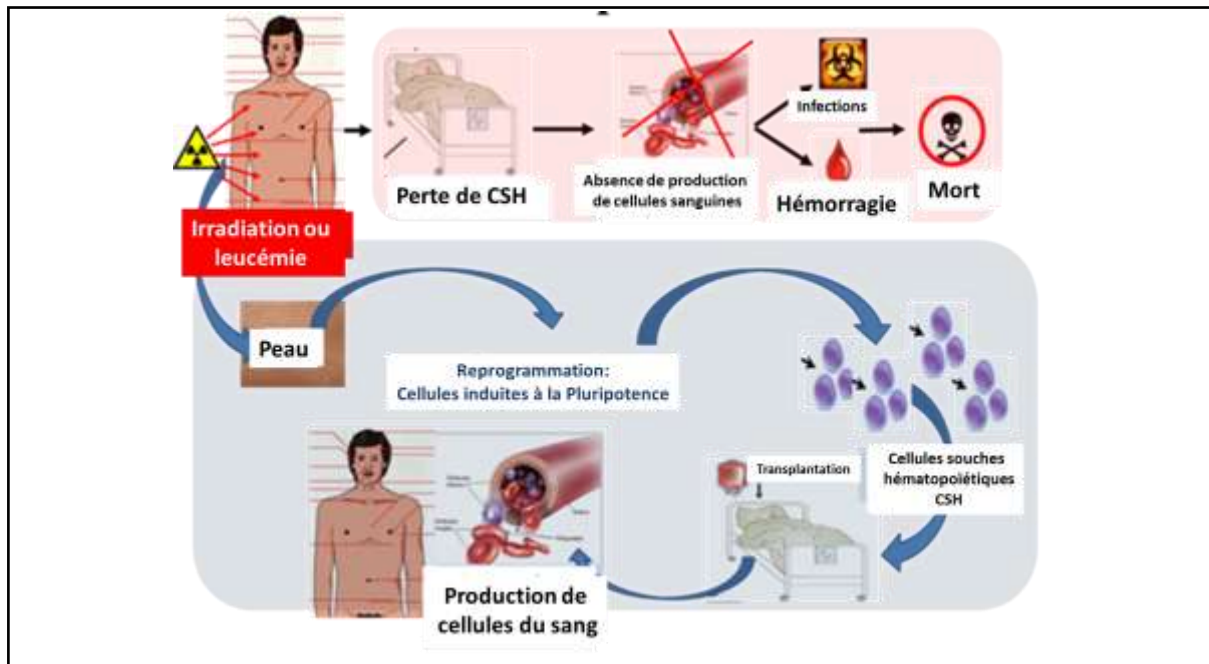 Infections
Perte de CSH
Absence de production
de cellules sanguines
Hémorragie
Mort
Irradiation ou
leucémie
Peau
Reprogrammation:
Cellules induites à la Pluripotence
Cellules souches
hématopoïétiques
CSH
Transplantation
Production de
cellules du sang